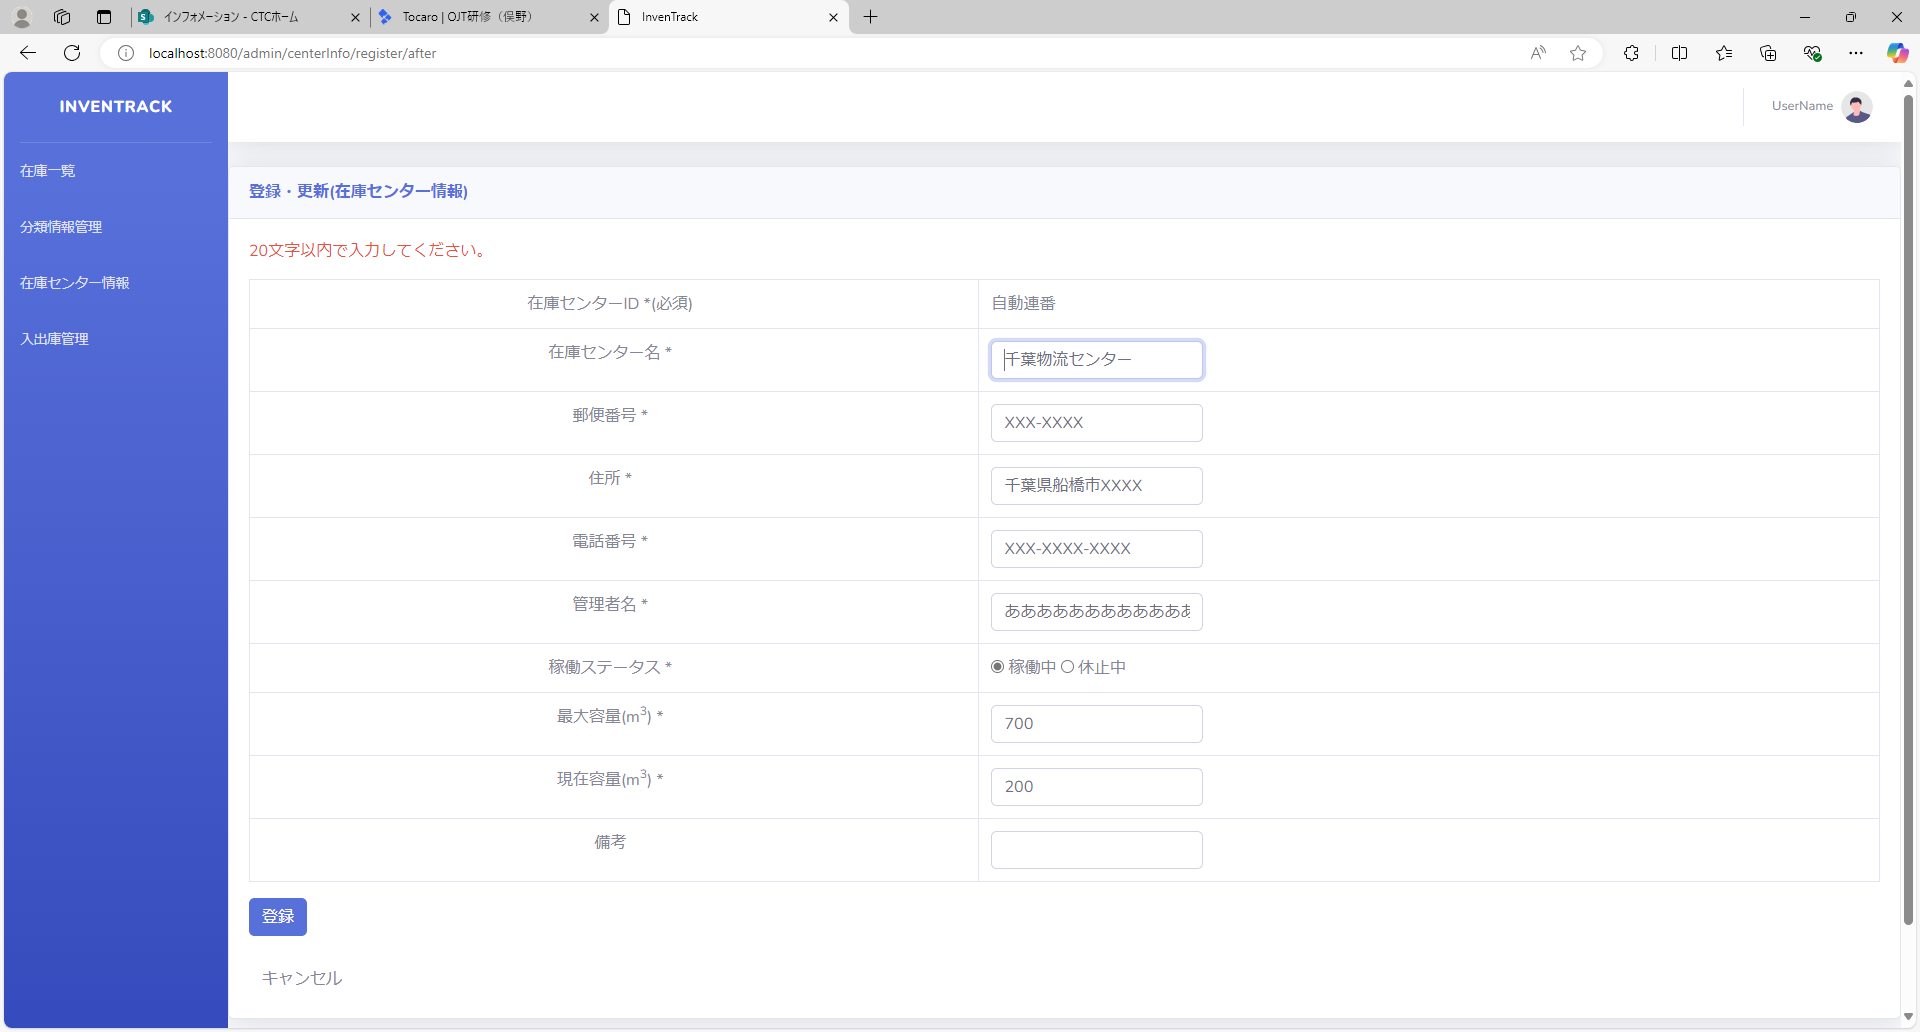 インフォメーション - CTCホーム
Tocaro | OJT研修（俣野）
InvenTrack
localhost:8080/admin/centerInfo/register/after
INVENTRACK
UserName
在庫一覧
分類情報管理
在庫センター情報
入出庫管理
登録・更新(在庫センター情報)
20文字以内で入力してください。
在庫センターID *(必須) 自動連番
在庫センター名 * 千葉物流センター
郵便番号 * XXX-XXXX
住所 * 千葉県船橋市XXXX
電話番号 * XXX-XXXX-XXXX
管理者名 * ああああああああああああ
稼働ステータス * 稼働中 休止中
最大容量(m3) * 700
現在容量(m3) * 200
備考
登録
キャンセル